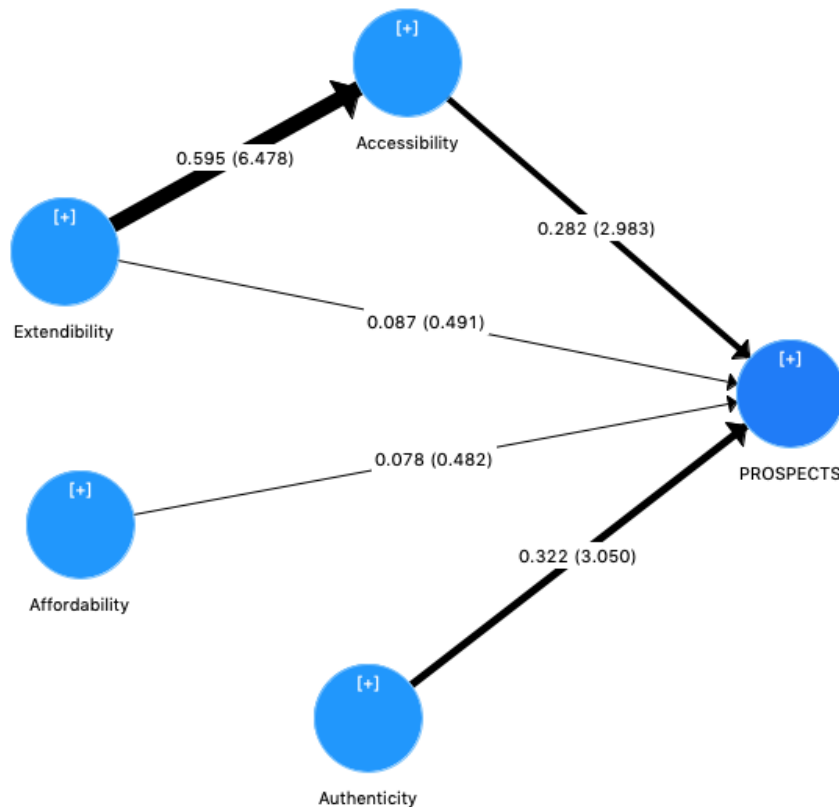 [+]
Accessibility
0.595 (6.478)
[+]
Extendibility
0.282 (2.983)
0.087 (0.491)
[+]
PROSPECTS
0.078 (0.482)
[+]
Affordability
0.322 (3.050)
[+]
Authenticity